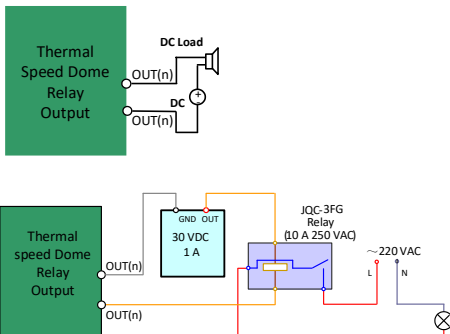 Thermal
Speed Dome
Relay
Output
DC Load
OUT(n)
+
-
DC
OUT(n)
Thermal
speed Dome
Relay
Output
OUT(n)
OUT(n)
GND OUT
30 VDC
1 A
JQC-3FG
Relay
(10 A 250 VAC)
~220 VAC
L
N